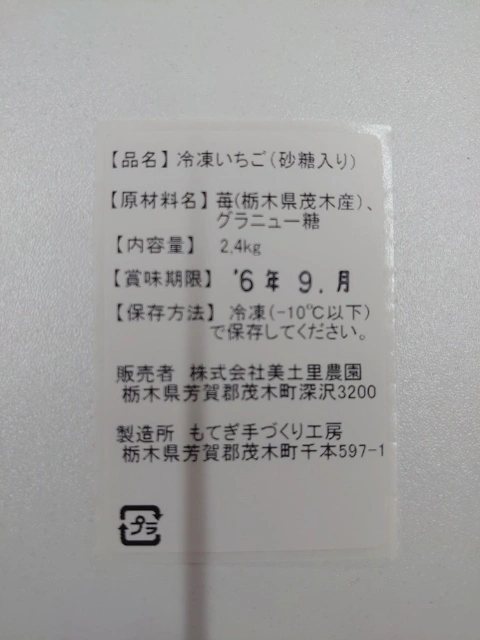 【品名】冷凍いちご(砂糖入り)
【原材料名】苺(栃木県茂木産)、
グラニュー糖
【内容量】 2.4kg
【賞味期限】 '6年 9.月
【保存方法】 冷凍(-10℃以下)
で保存してください。
販売者 株式会社美土里農園
栃木県芳賀郡茂木町深沢3200
製造所 もてぎ手づくり工房
栃木県芳賀郡茂木町千本597-1
プラ